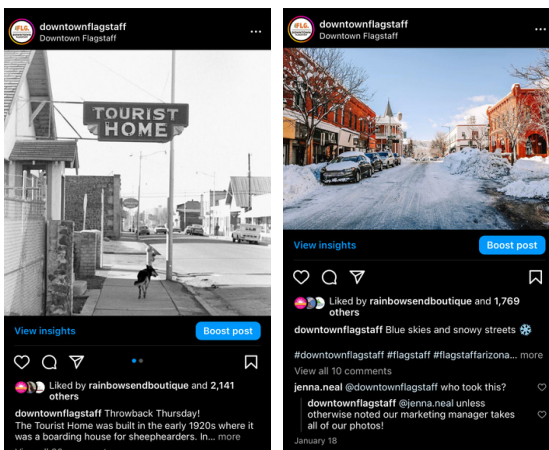 downtownflagstaff
Downtown Flagstaff
TOURIST
HOME
View insights
Boost post
Liked by rainbowsendboutique and 2,141
others
downtownflagstaff Throwback Thursday!
The Tourist Home was built in the early 1920s where it
was a boarding house for sheephearders. In... more
downtownflagstaff
Downtown Flagstaff
View insights
Boost post
Liked by rainbowsendboutique and 1,769
others
downtownflagstaff Blue skies and snowy streets
#downtownflagstaff #flagstaff #flagstaffarizona... more
View all 10 comments
jenna.neal @downtownflagstaff who took this?
downtownflagstaff @jenna.neal unless
otherwise noted our marketing manager takes
all of our photos!
January 18